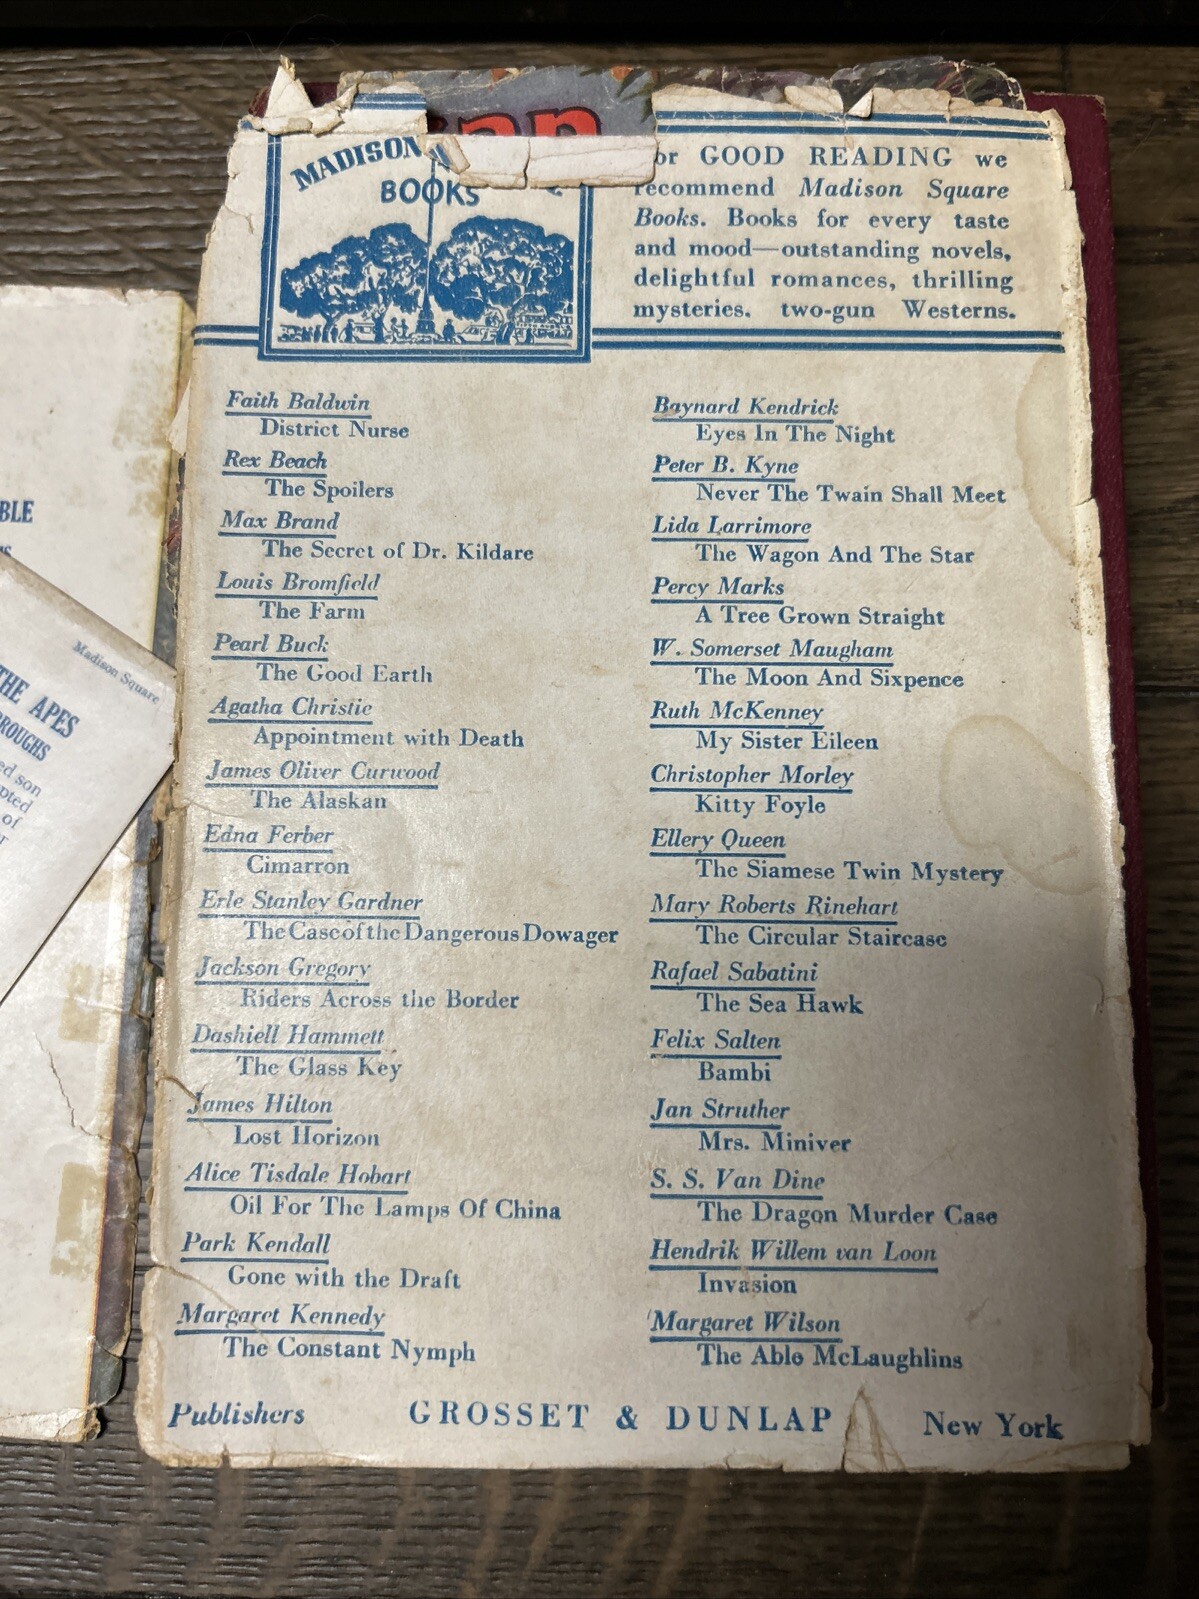 an
MADISON
BOOKS
or GOOD READING we
recommend Madison Square
Books. Books for every taste
and mood—outstanding novels,
delightful romances, thrilling
mysteries. two-gun Westerns.
Faith Baldwin
District Nurse
Rex Beach
The Spoilers
Max Brand
The Secret of Dr. Kildare
Louis Bromfield
The Farm
Pearl Buck
The Good Earth
Agatha Christie
Appointment with Death
James Oliver Curwood
The Alaskan
Edna Ferber
Cimarron
Erle Stanley Gardner
The Case of the Dangerous Dowager
Jackson Gregory
Riders Across the Border
Dashiell Hammett
The Glass Key
James Hilton
Lost Horizon
Alice Tisdale Hobart
Oil For The Lamps Of China
Park Kendall
Gone with the Draft
Margaret Kennedy
The Constant Nymph
Baynard Kendrick
Eyes In The Night
Peter B. Kyne
Never The Twain Shall Meet
Lida Larrimore
The Wagon And The Star
Percy Marks
A Tree Grown Straight
W. Somerset Maugham
The Moon And Sixpence
Ruth McKenney
My Sister Eileen
Christopher Morley
Kitty Foyle
Ellery Queen
The Siamese Twin Mystery
Mary Roberts Rinehart
The Circular Staircase
Rafael Sabatini
The Sea Hawk
Felix Salten
Bambi
Jan Struther
Mrs. Miniver
S. S. Van Dine
The Dragon Murder Case
Hendrik Willem van Loon
Invasion
Margaret Wilson
The Able McLaughlins
Publishers GROSSET & DUNLAP New York
BLE
Madison Square
THE APES
ROUGHS
ed son
pted
of